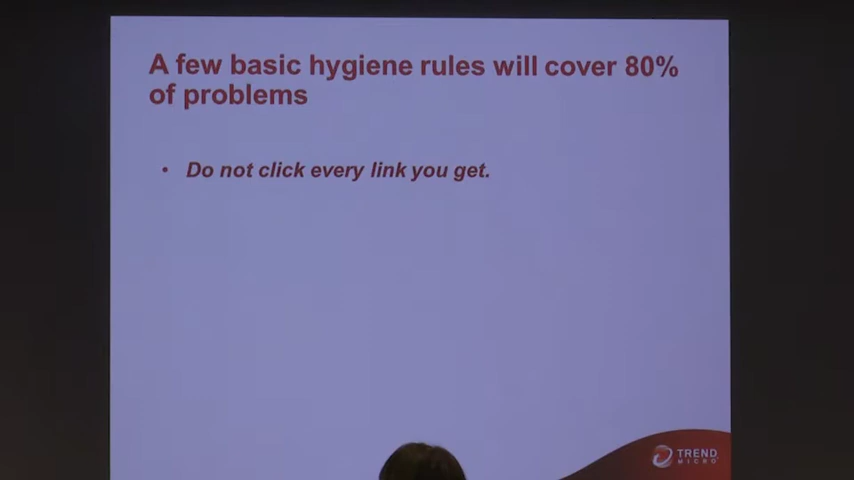 A few basic hygiene rules will cover 80%
of problems
• Do not click every link you get.
TREND
MICRO